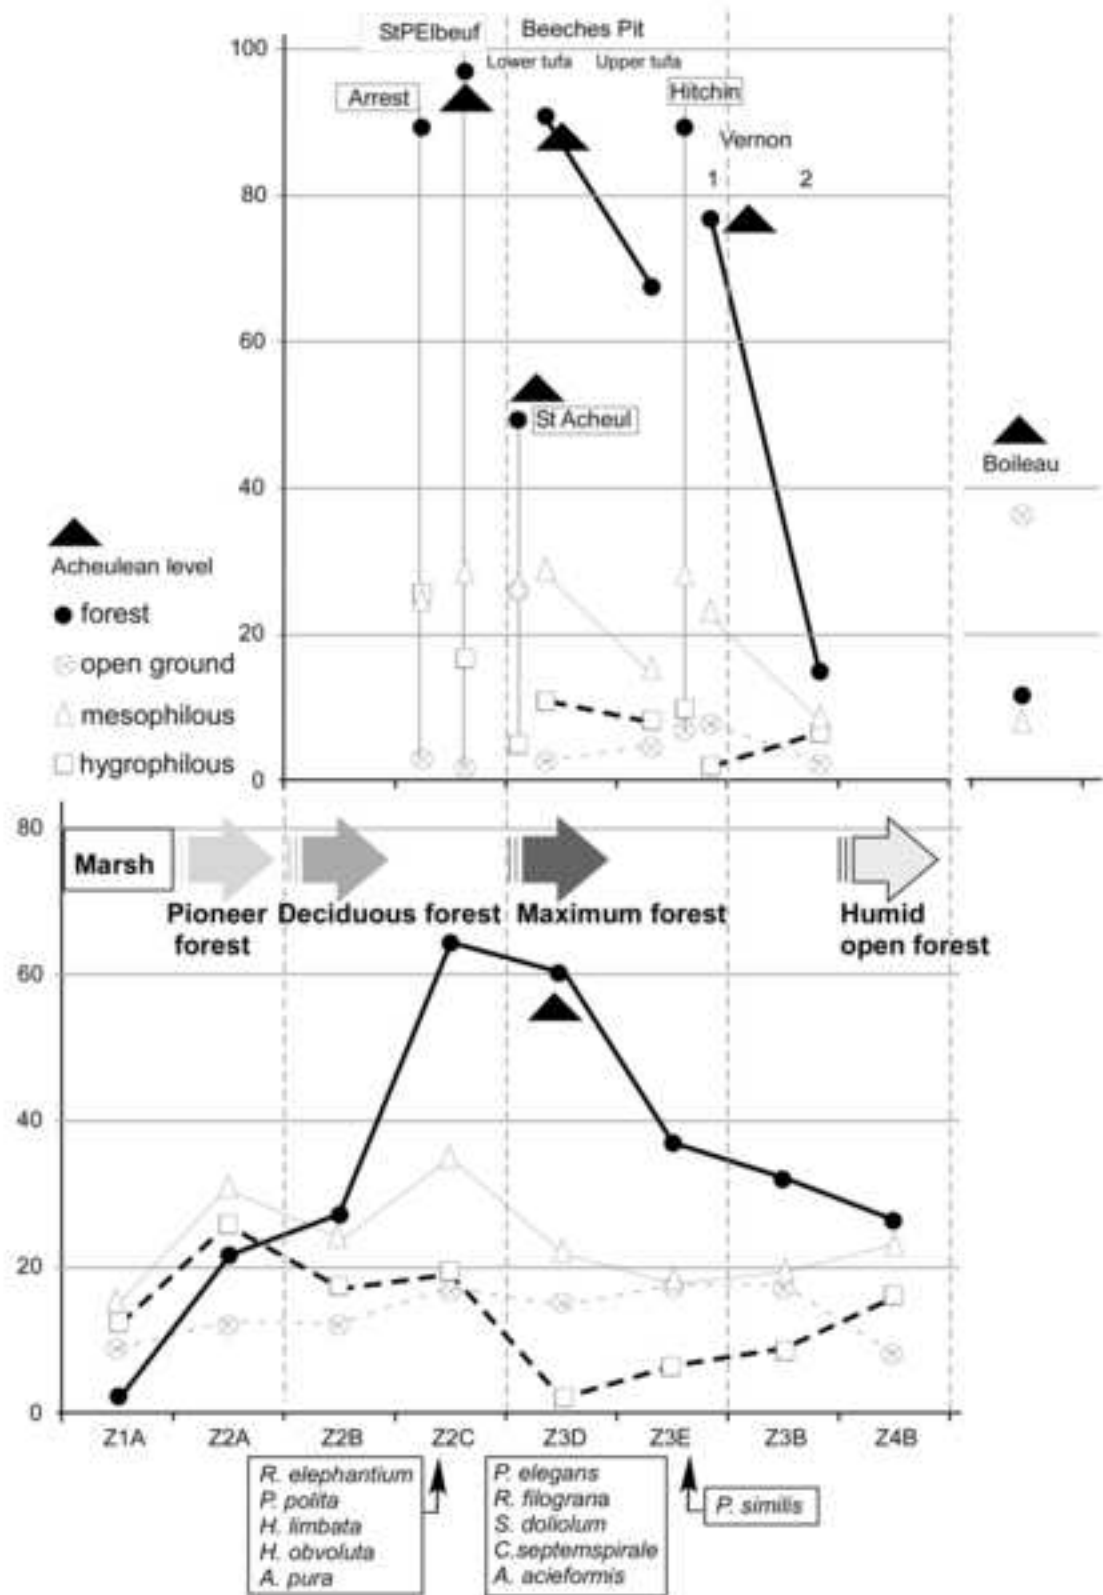 StPElbeuf
Beeches Pit
Lower tufa
Upper tufa
Arrest
Hitchin
Vernon
1
2
St Acheul
Boileau
100
80
60
40
20
0
Acheulean level
forest
open ground
mesophilous
hygrophilous
80
60
40
20
0
Marsh
Pioneer
forest
Deciduous forest
Maximum forest
Humid
open forest
Z1A
Z2A
Z2B
Z2C
Z3D
Z3E
Z3B
Z4B
R. elephantium
P. polita
H. limbata
H. obvoluta
A. pura
P. elegans
R. filograna
S. doliolum
C.septemspirale
A. acieformis
P. similis